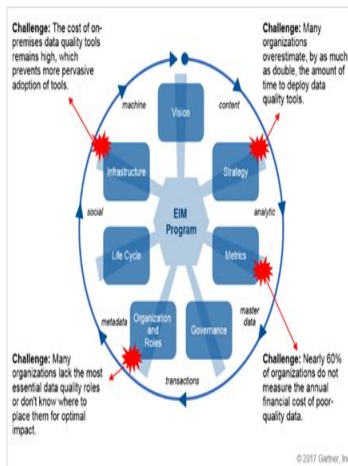 Challenge: The cost of on-
premises data quality tools
remains high, which
prevents more pervasive
adoption of tools.
Challenge: Many
organizations
overestimate, by as much
as double, the amount of
time to deploy data
quality tools.
machine
content
Vision
Infrastructure
Strategy
EIM
Program
social
analytic
Life Cycle
Metrics
metadata
Organization
and
Roles
Governance
master
data
transactions
Challenge: Many
organizations lack the most
essential data quality roles
or don't know where to
place them for optimal
impact.
Challenge: Nearly 60%
of organizations do not
measure the annual
financial cost of poor-
quality data.
© 2017 Gartner, Inc